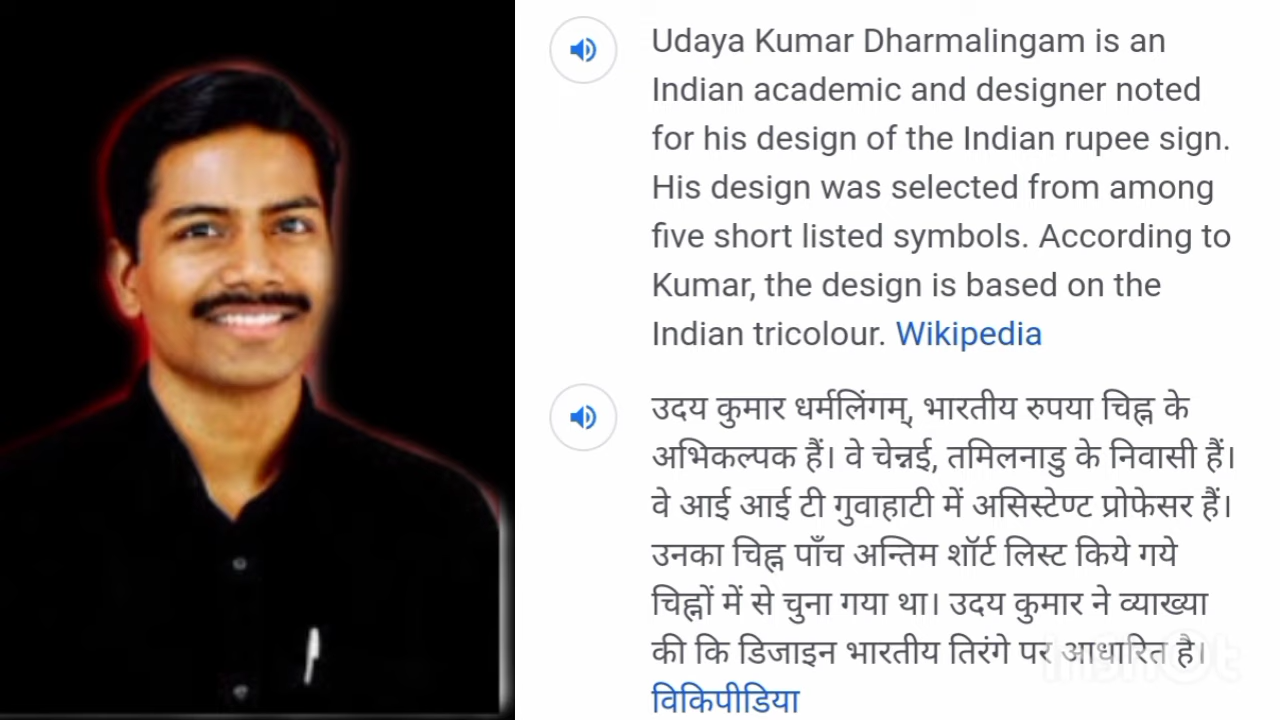 Udaya Kumar Dharmalingam is an
Indian academic and designer noted
for his design of the Indian rupee sign.
His design was selected from among
five short listed symbols. According to
Kumar, the design is based on the
Indian tricolour. Wikipedia
उदय कुमार धर्मलिंगम्, भारतीय रुपया चिह्न के
अभिकल्पक हैं। वे चेन्नई, तमिलनाडु के निवासी हैं।
वे आई आई टी गुवाहाटी में असिस्टेण्ट प्रोफेसर हैं।
उनका चिह्न पाँच अन्तिम शॉर्ट लिस्ट किये गये
चिह्नों में से चुना गया था। उदय कुमार ने व्याख्या
की कि डिजाइन भारतीय तिरंगे पर आधारित है।
विकिपीडिया
InShOt